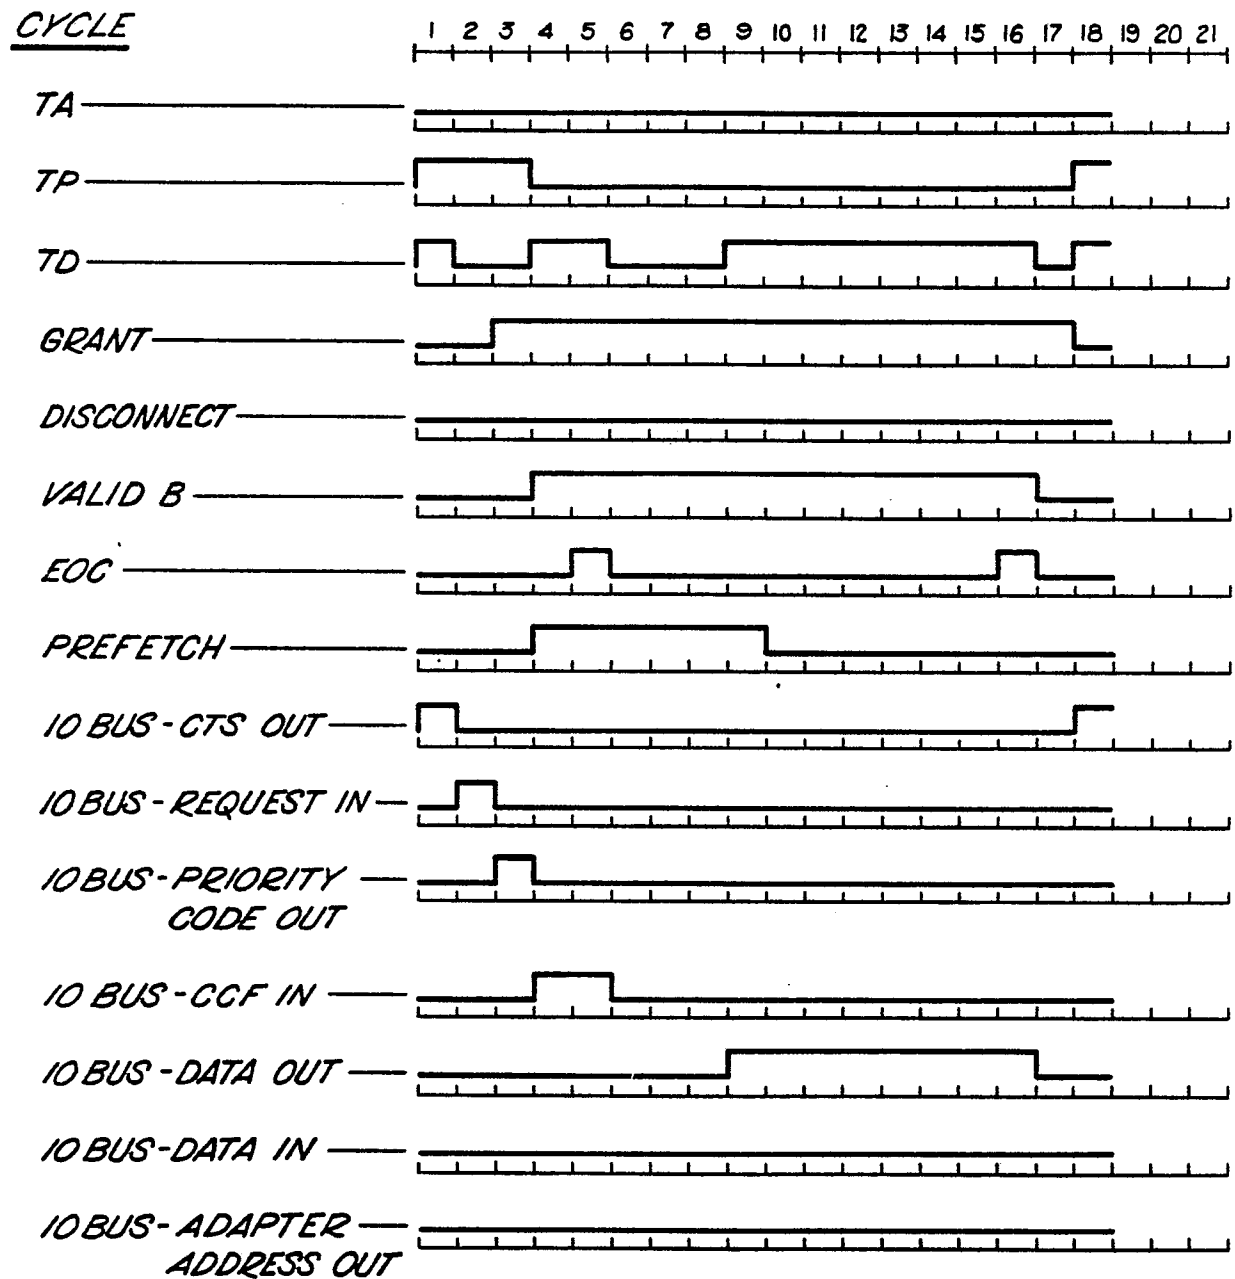 CYCLE 1 2 3 4 5 6 7 8 9 10 11 12 13 14 15 16 17 18 19 20 21
TA
TP
TD
GRANT
DISCONNECT
VALID B
EOC
PREFETCH
IO BUS-CTS OUT
IO BUS-REQUEST IN
IO BUS-PRIORITY
CODE OUT
IO BUS-CCF IN
IO BUS-DATA OUT
IO BUS-DATA IN
IO BUS-ADAPTER
ADDRESS OUT